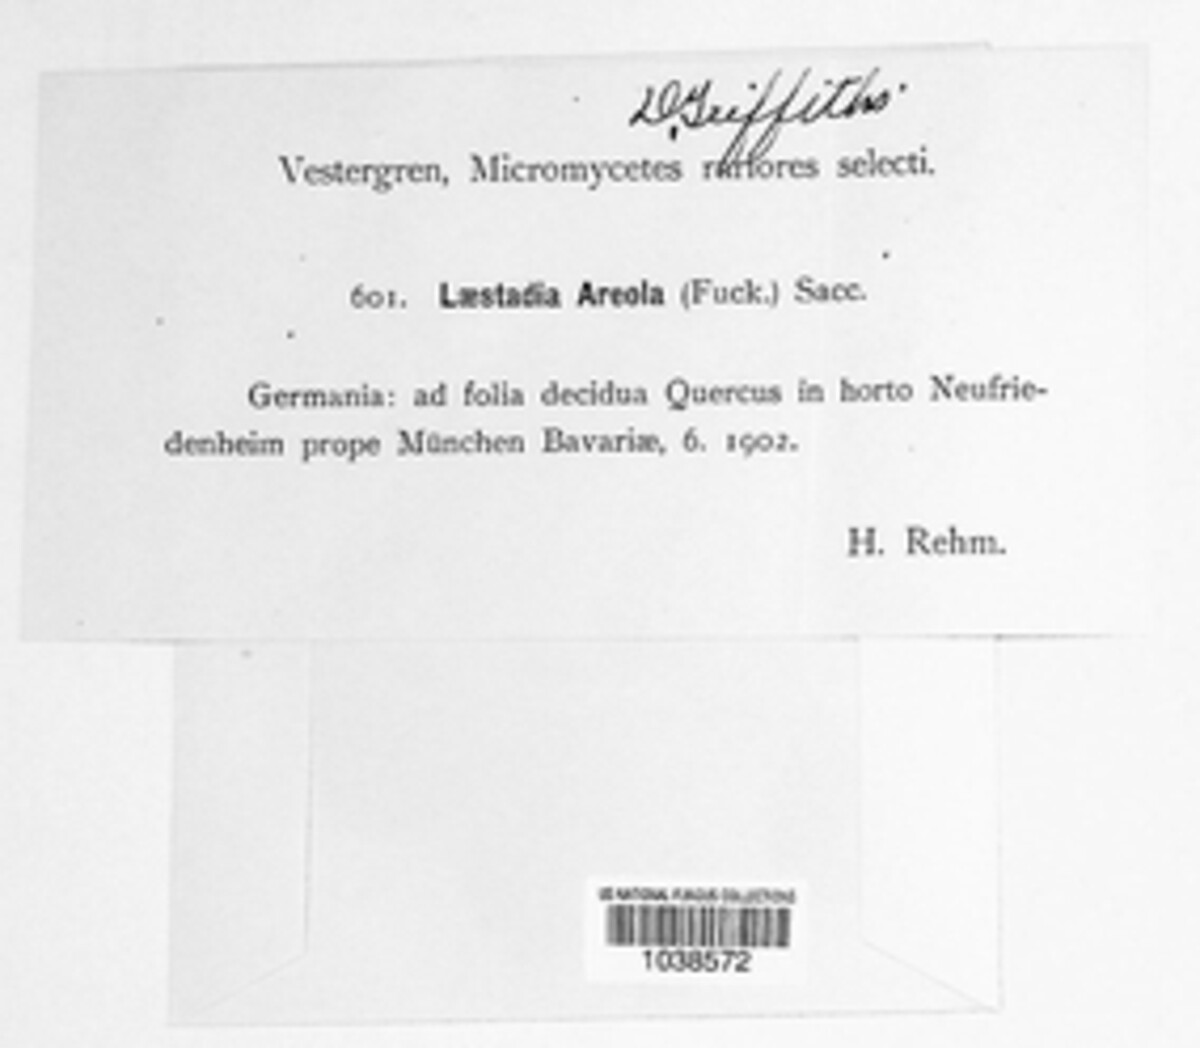 D. Griffiths.
Vestergren, Micromycetes rariores selecti.
601. Læstadia Areola (Fuck.) Sacc.
Germania: ad folia decidua Quercus in horto Neufrie-
denheim prope München Bavariæ, 6. 1902.
H. Rehm.
US NATIONAL FUNGUS COLLECTIONS
1038572